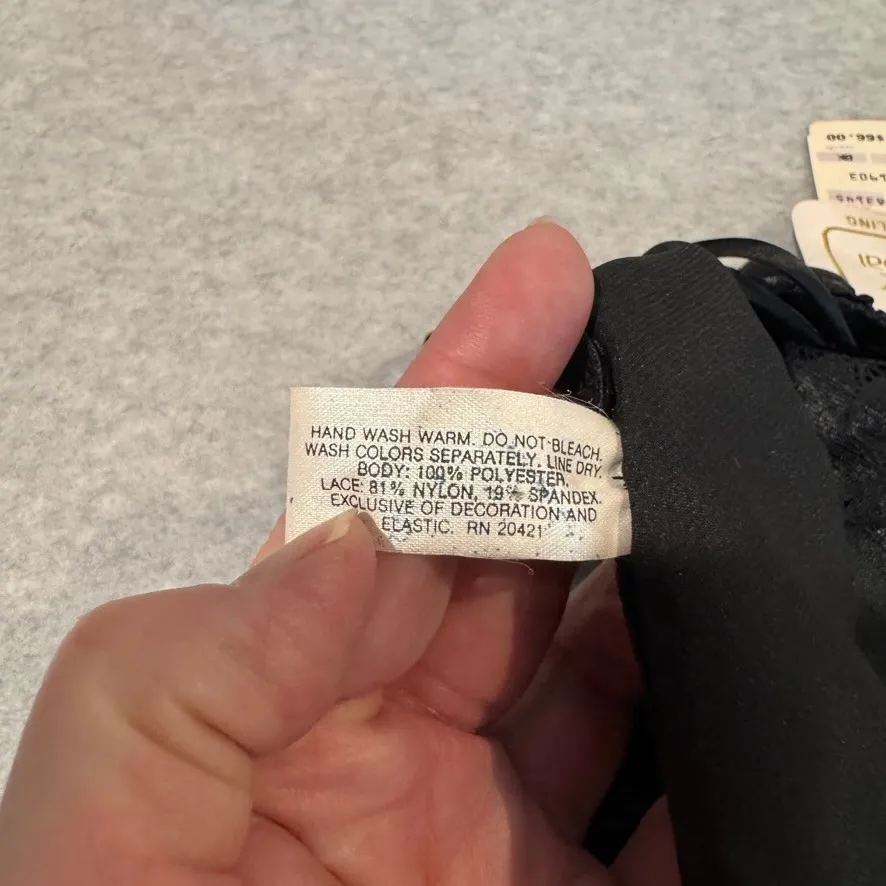 HAND WASH WARM. DO NOT BLEACH.
WASH COLORS SEPARATELY. LINE DRY.
BODY: 100% POLYESTER.
LACE: 81% NYLON, 19% SPANDEX.
EXCLUSIVE OF DECORATION AND
ELASTIC. RN 20421